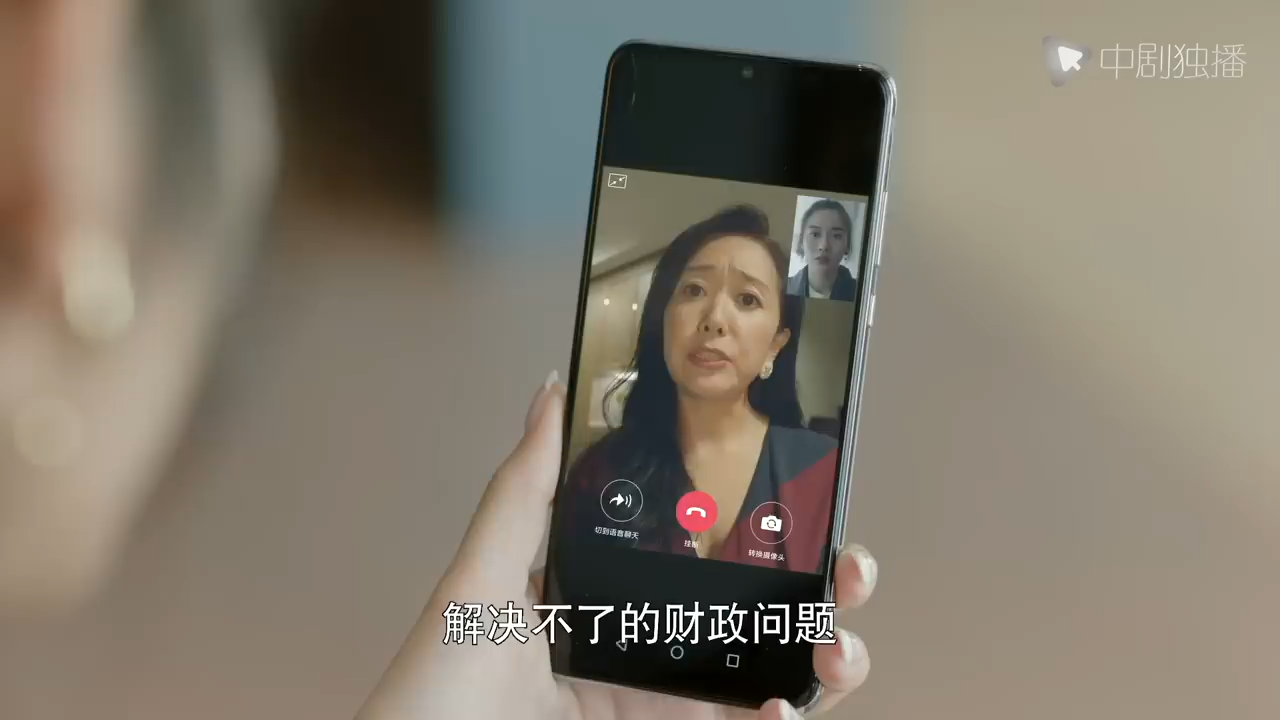 中剧独播
切到语音聊天
挂断
转换摄像头
解决不了的财政问题